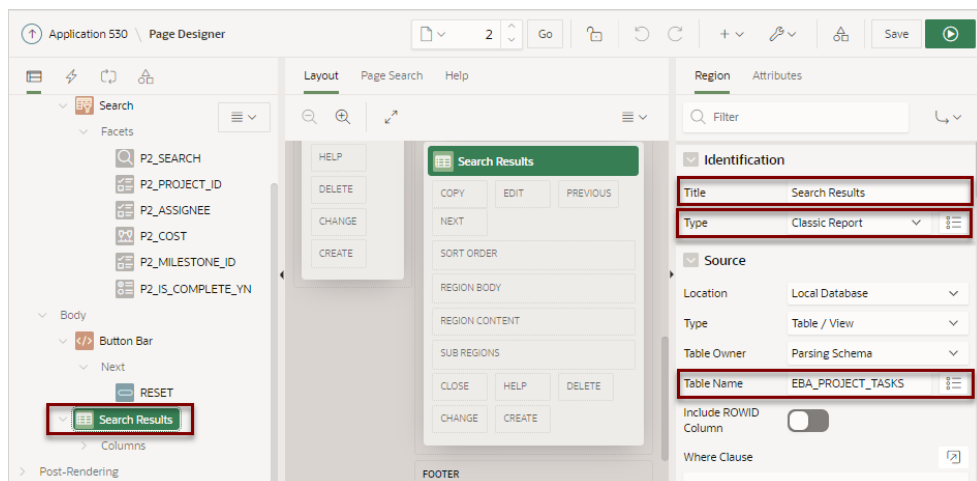 Application 530 \ Page Designer
2
Go
Save
Search
Facets
P2_SEARCH
P2_PROJECT_ID
P2_ASSIGNEE
P2_COST
P2_MILESTONE_ID
P2_IS_COMPLETE_YN
Body
Button Bar
Next
RESET
Search Results
Columns
Post-Rendering
Layout Page Search Help
HELP
DELETE
CHANGE
CREATE
Search Results
COPY EDIT PREVIOUS
NEXT
SORT ORDER
REGION BODY
REGION CONTENT
SUB REGIONS
CLOSE HELP DELETE
CHANGE CREATE
FOOTER
Region Attributes
Filter
Identification
Title Search Results
Type Classic Report
Source
Location Local Database
Type Table / View
Table Owner Parsing Schema
Table Name EBA_PROJECT_TASKS
Include ROWID
Column
Where Clause